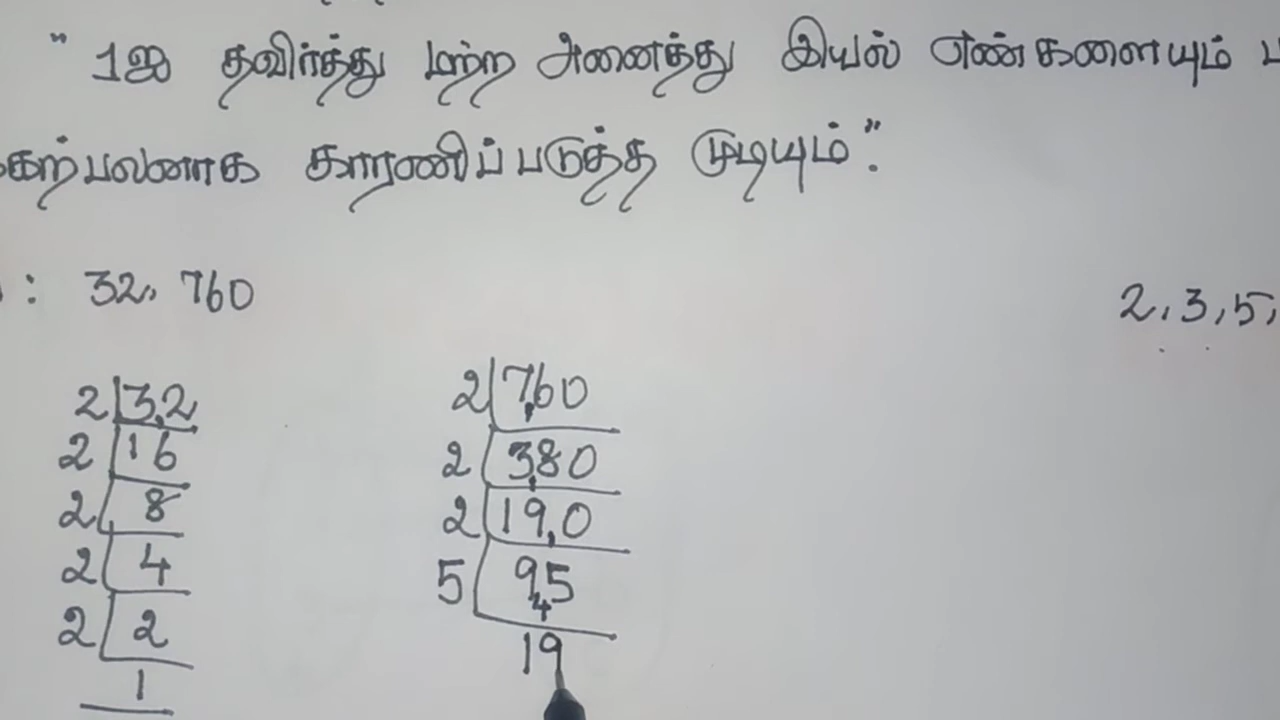 " 1ஐ தவிர்த்து மற்ற அனைத்து இயல் எண்களையும்
காரணிப்படுத்த முடியும்".
: 32, 760
2, 3, 5,
2 32
2 16
2 8
2 4
2 2
1
2 760
2 380
2 190
5 95
19